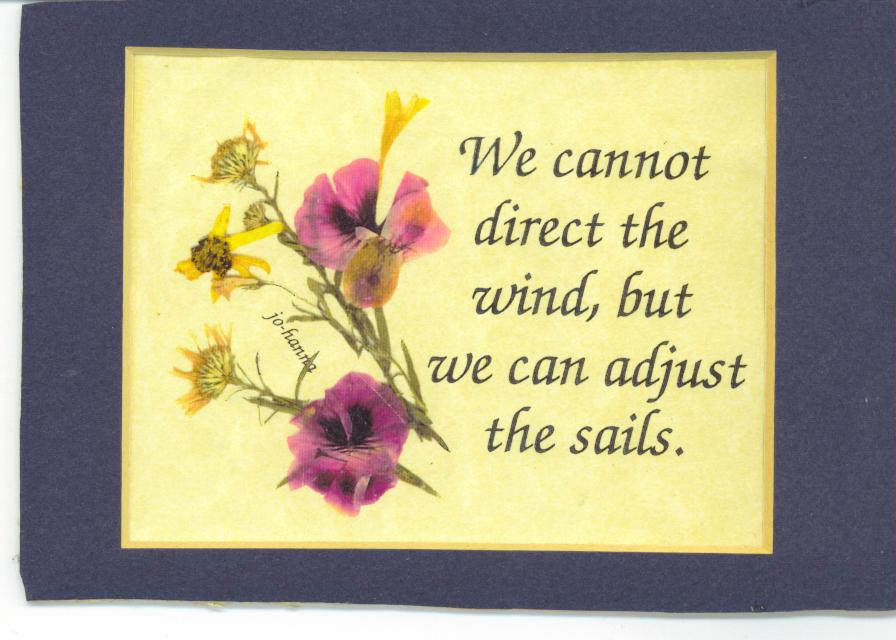 We cannot
direct the
wind, but
we can adjust
the sails.
jo-hanna